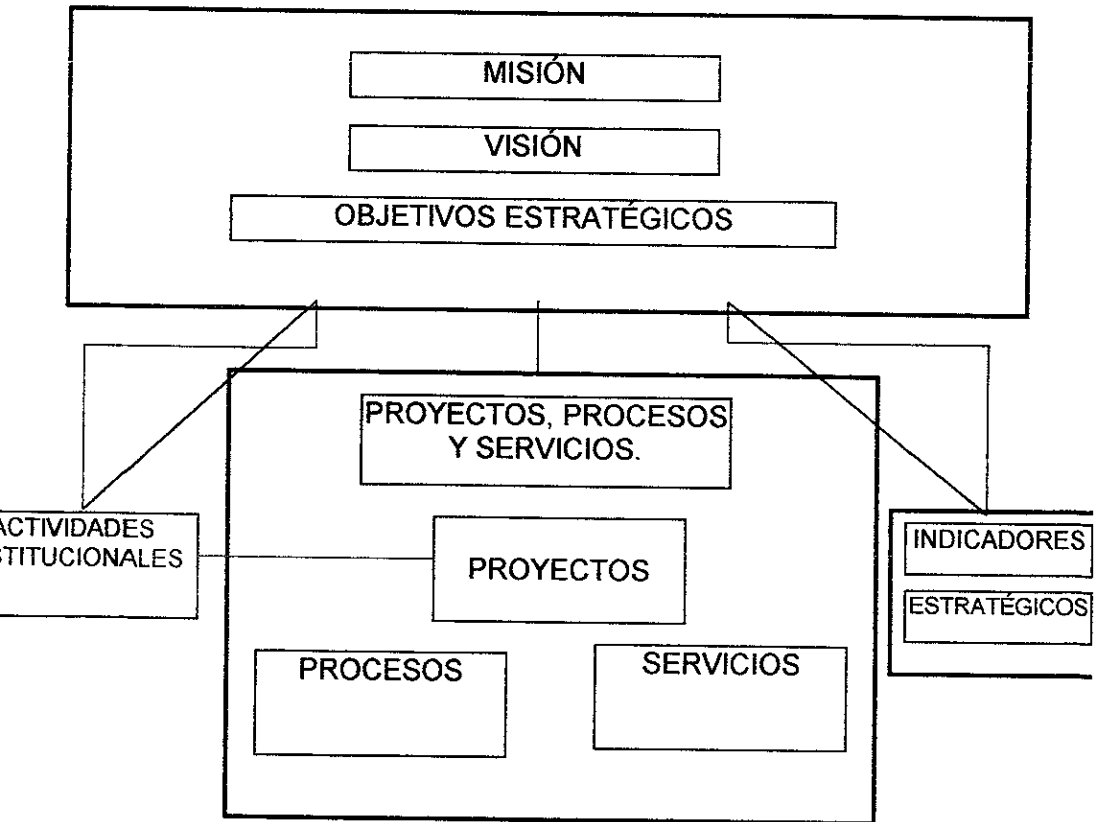 MISIÓN
VISIÓN
OBJETIVOS ESTRATÉGICOS
PROYECTOS, PROCESOS
Y SERVICIOS.
ACTIVIDADES
STITUCIONALES
PROYECTOS
INDICADORES
ESTRATÉGICOS
PROCESOS
SERVICIOS